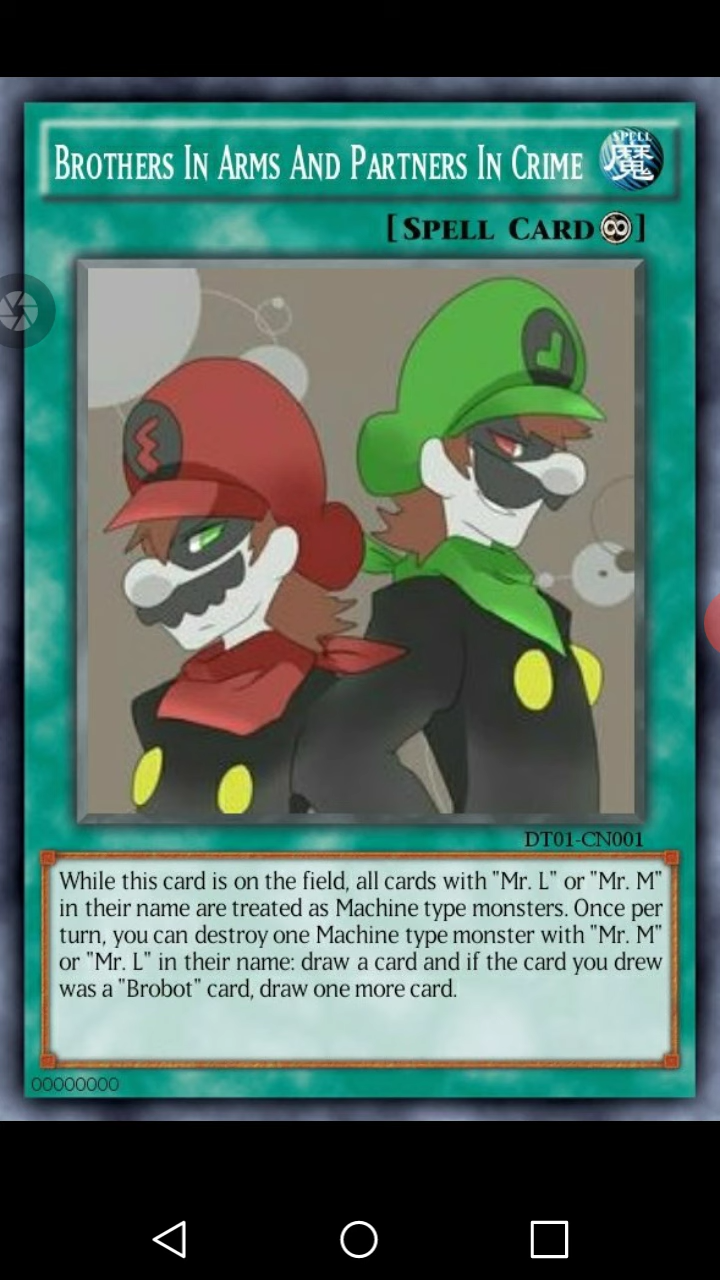 BROTHERS IN ARMS AND PARTNERS IN CRIME
SPELL
魔
[SPELL CARD]
DT01-CN001
While this card is on the field, all cards with "Mr. L" or "Mr. M"
in their name are treated as Machine type monsters. Once per
turn, you can destroy one Machine type monster with "Mr. M"
or "Mr. L" in their name: draw a card and if the card you drew
was a "Brobot" card, draw one more card.
00000000